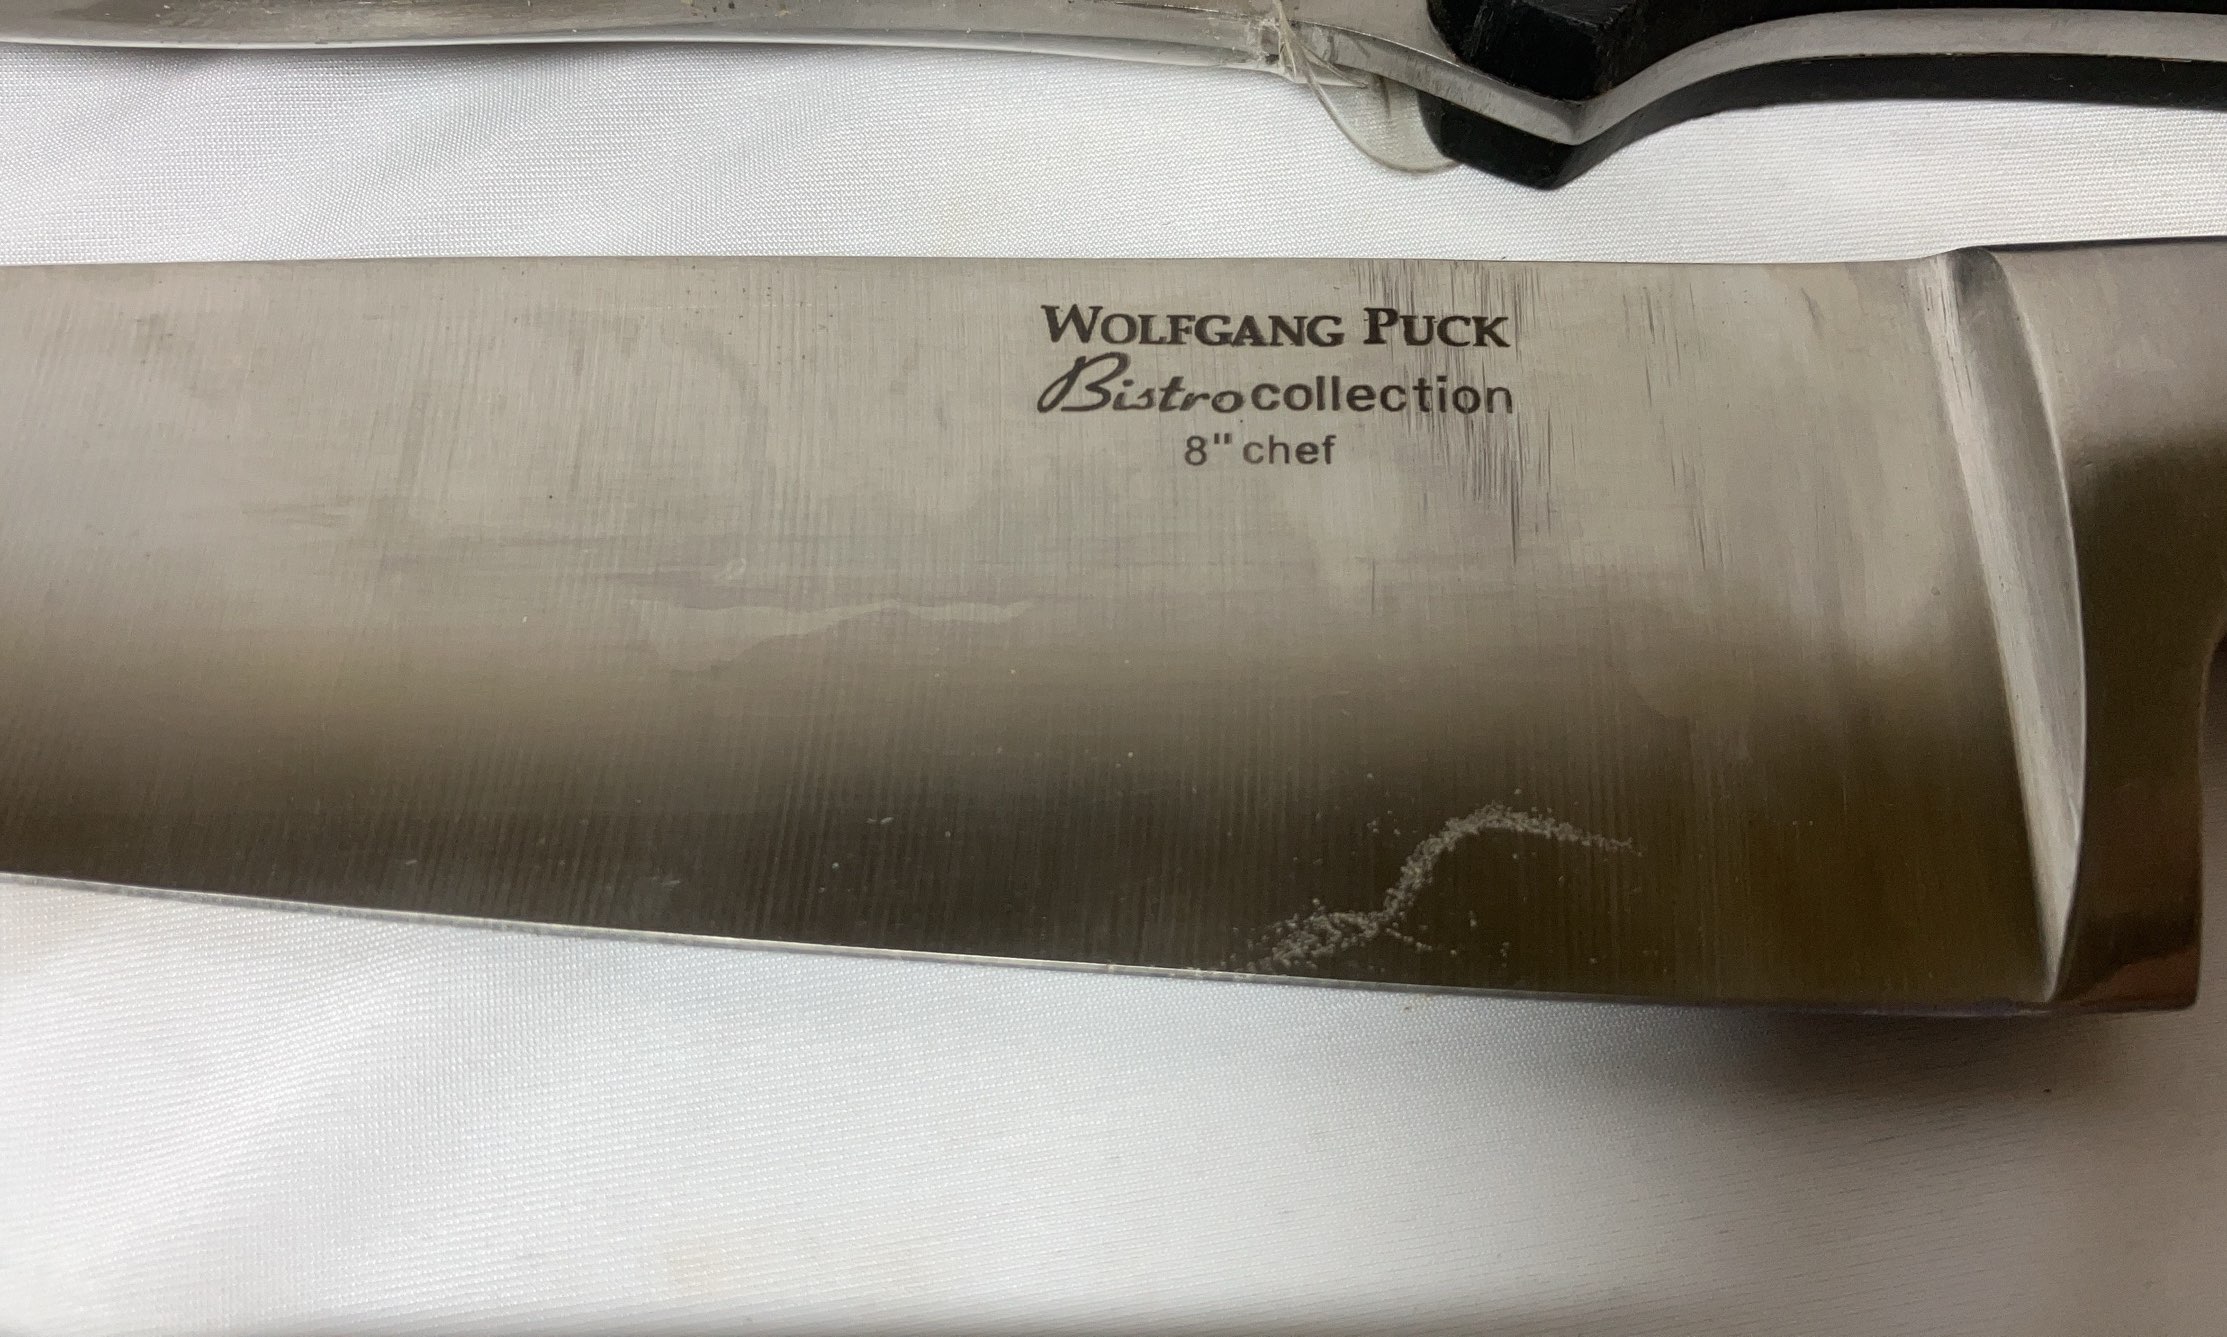 WOLFGANG PUCK
Bistro collection
8" chef